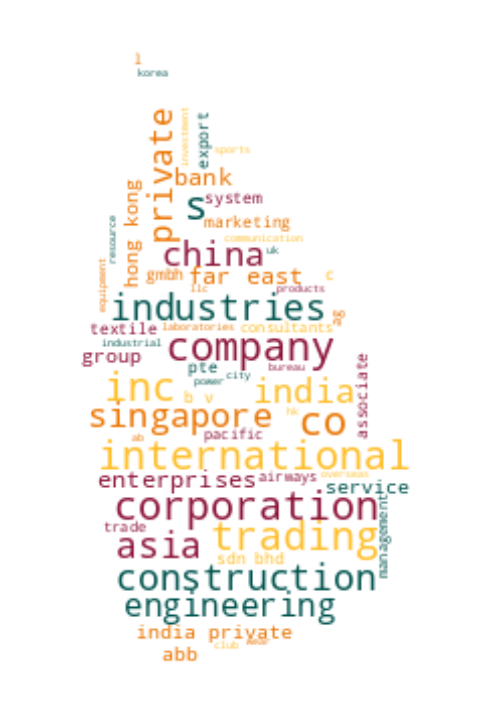 l
korea
private
investment
export
sports
bank
hong kong
s
system
marketing
resource
communication
china
uk
equipment
gmbh
far east
c
llc
products
industries
ag
textile
laboratories
consultants
industrial
company
group
pte
bureau
associate
power
city
inc
b v
india
singapore
hk
co
ab
pacific
international
enterprises
airways
overseas
service
corporation
management
trade
trading
asia
sdn bhd
construction
engineering
india private
club
wear
abb